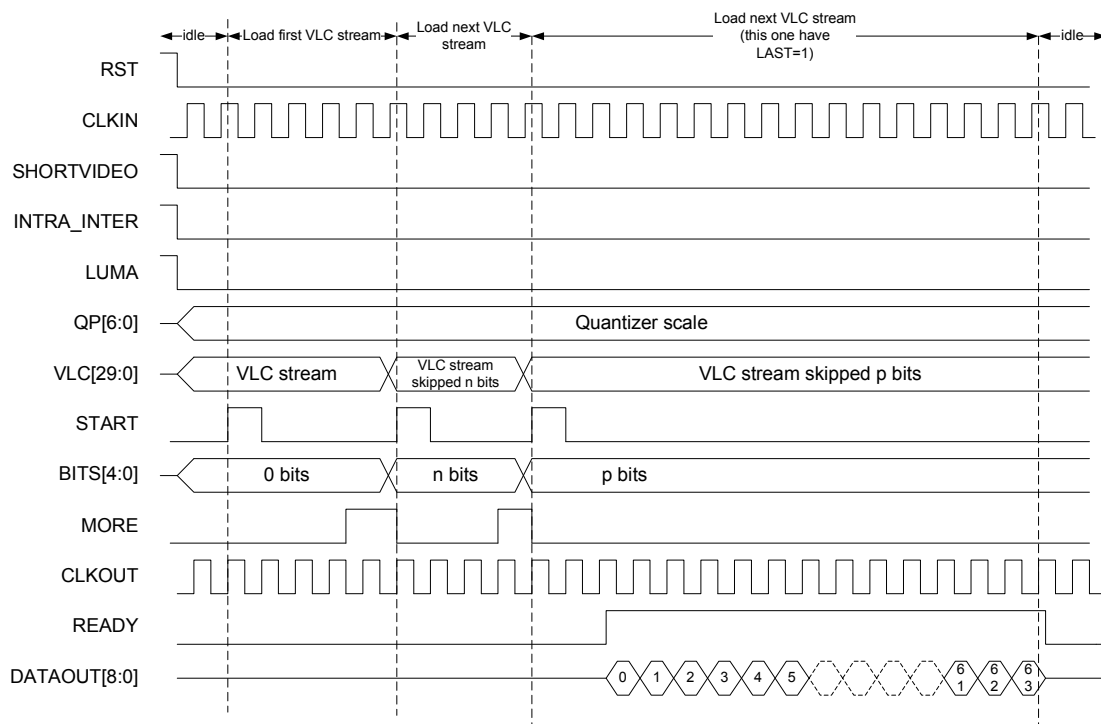 idle
Load first VLC stream
Load next VLC
stream
Load next VLC stream
(this one have
LAST=1)
idle
RST
CLKIN
SHORTVIDEO
INTRA_INTER
LUMA
QP[6:0]
Quantizer scale
VLC[29:0]
VLC stream
VLC stream
skipped n bits
VLC stream skipped p bits
START
BITS[4:0]
0 bits
n bits
p bits
MORE
CLKOUT
READY
DATAOUT[8:0]
0
1
2
3
4
5
6
1
6
2
6
3